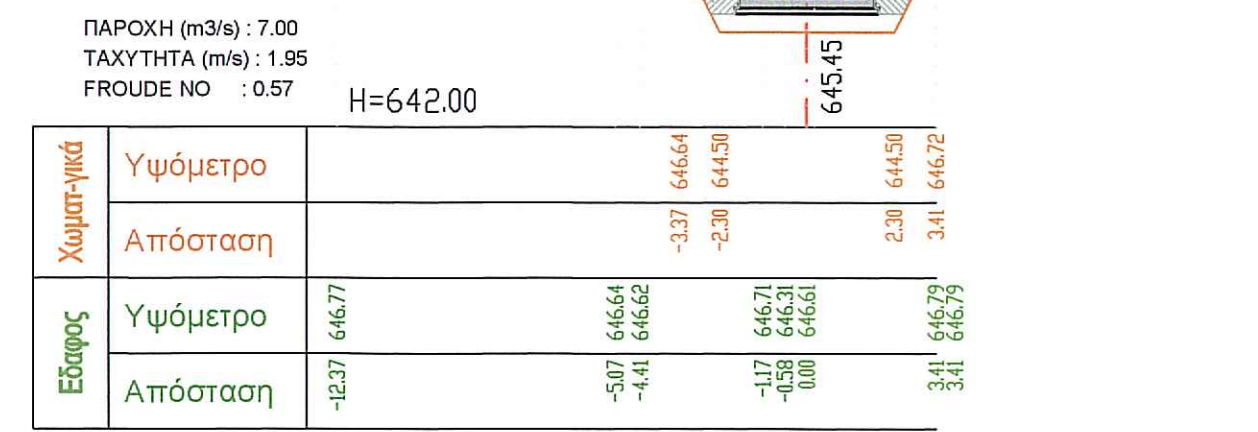 ΠΑΡΟΧΗ (m3/s) : 7.00
ΤΑΧΥΤΗΤΑ (m/s) : 1.95
FROUDE NO : 0.57
H=642.00
645.45
Χωματ-γικά
Υψόμετρο 646.64 644.50 644.50 646.72
Απόσταση -3.37 -2.30 2.30 3.41
Εδαφος
Υψόμετρο 646.77 646.64 646.62 646.71 646.31 646.61 646.79 646.79
Απόσταση -12.37 -5.07 -4.41 -1.17 -0.58 0.00 3.41 3.41